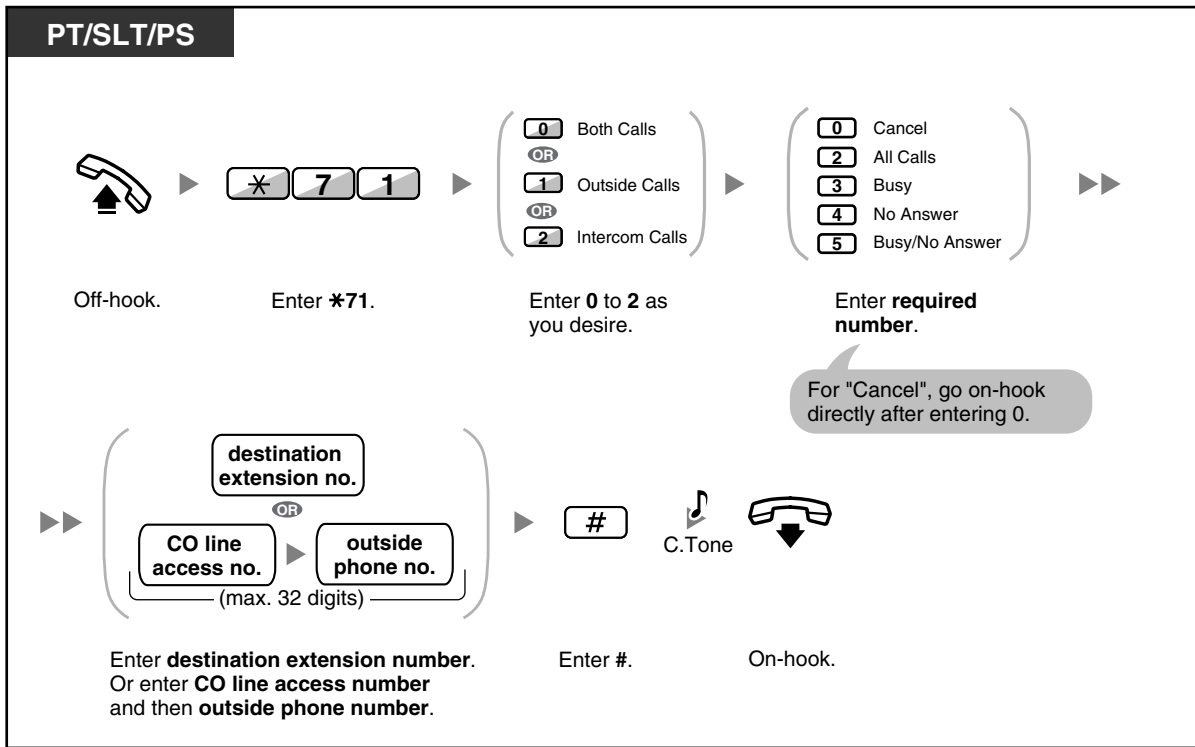 PT/SLT/PS
* 7 1
0 Both Calls
OR
1 Outside Calls
OR
2 Intercom Calls
0 Cancel
2 All Calls
3 Busy
4 No Answer
5 Busy/No Answer
Off-hook.
Enter *71.
Enter 0 to 2 as
you desire.
Enter required
number.
For "Cancel", go on-hook
directly after entering 0.
destination
extension no.
OR
CO line
access no.
outside
phone no.
(max. 32 digits)
#
C.Tone
Enter destination extension number.
Or enter CO line access number
and then outside phone number.
Enter #.
On-hook.